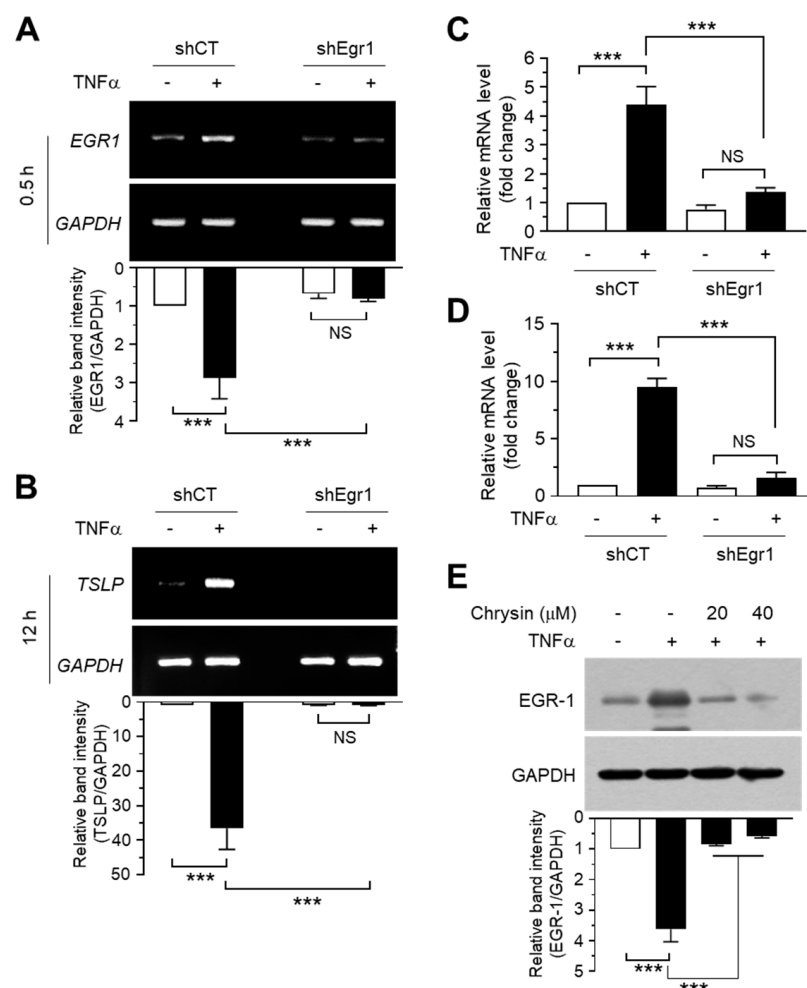 A
shCT shEgr1
TNFα - + - +
EGR1
0.5 h
GAPDH
Relative band intensity
(EGR1/GAPDH)
0
1
2
3
4
NS
***
***
B
shCT shEgr1
TNFα - + - +
TSLP
12 h
GAPDH
Relative band intensity
(TSLP/GAPDH)
0
10
20
30
40
50
NS
***
***
C
Relative mRNA level
(fold change)
6
5
4
3
2
1
0
***
***
NS
TNFα - + - +
shCT shEgr1
D
Relative mRNA level
(fold change)
15
10
5
0
***
***
NS
TNFα - + - +
shCT shEgr1
E
Chrysin (μM) - - 20 40
TNFα - + + +
EGR-1
GAPDH
Relative band intensity
(EGR-1/GAPDH)
0
1
2
3
4
5
***
***